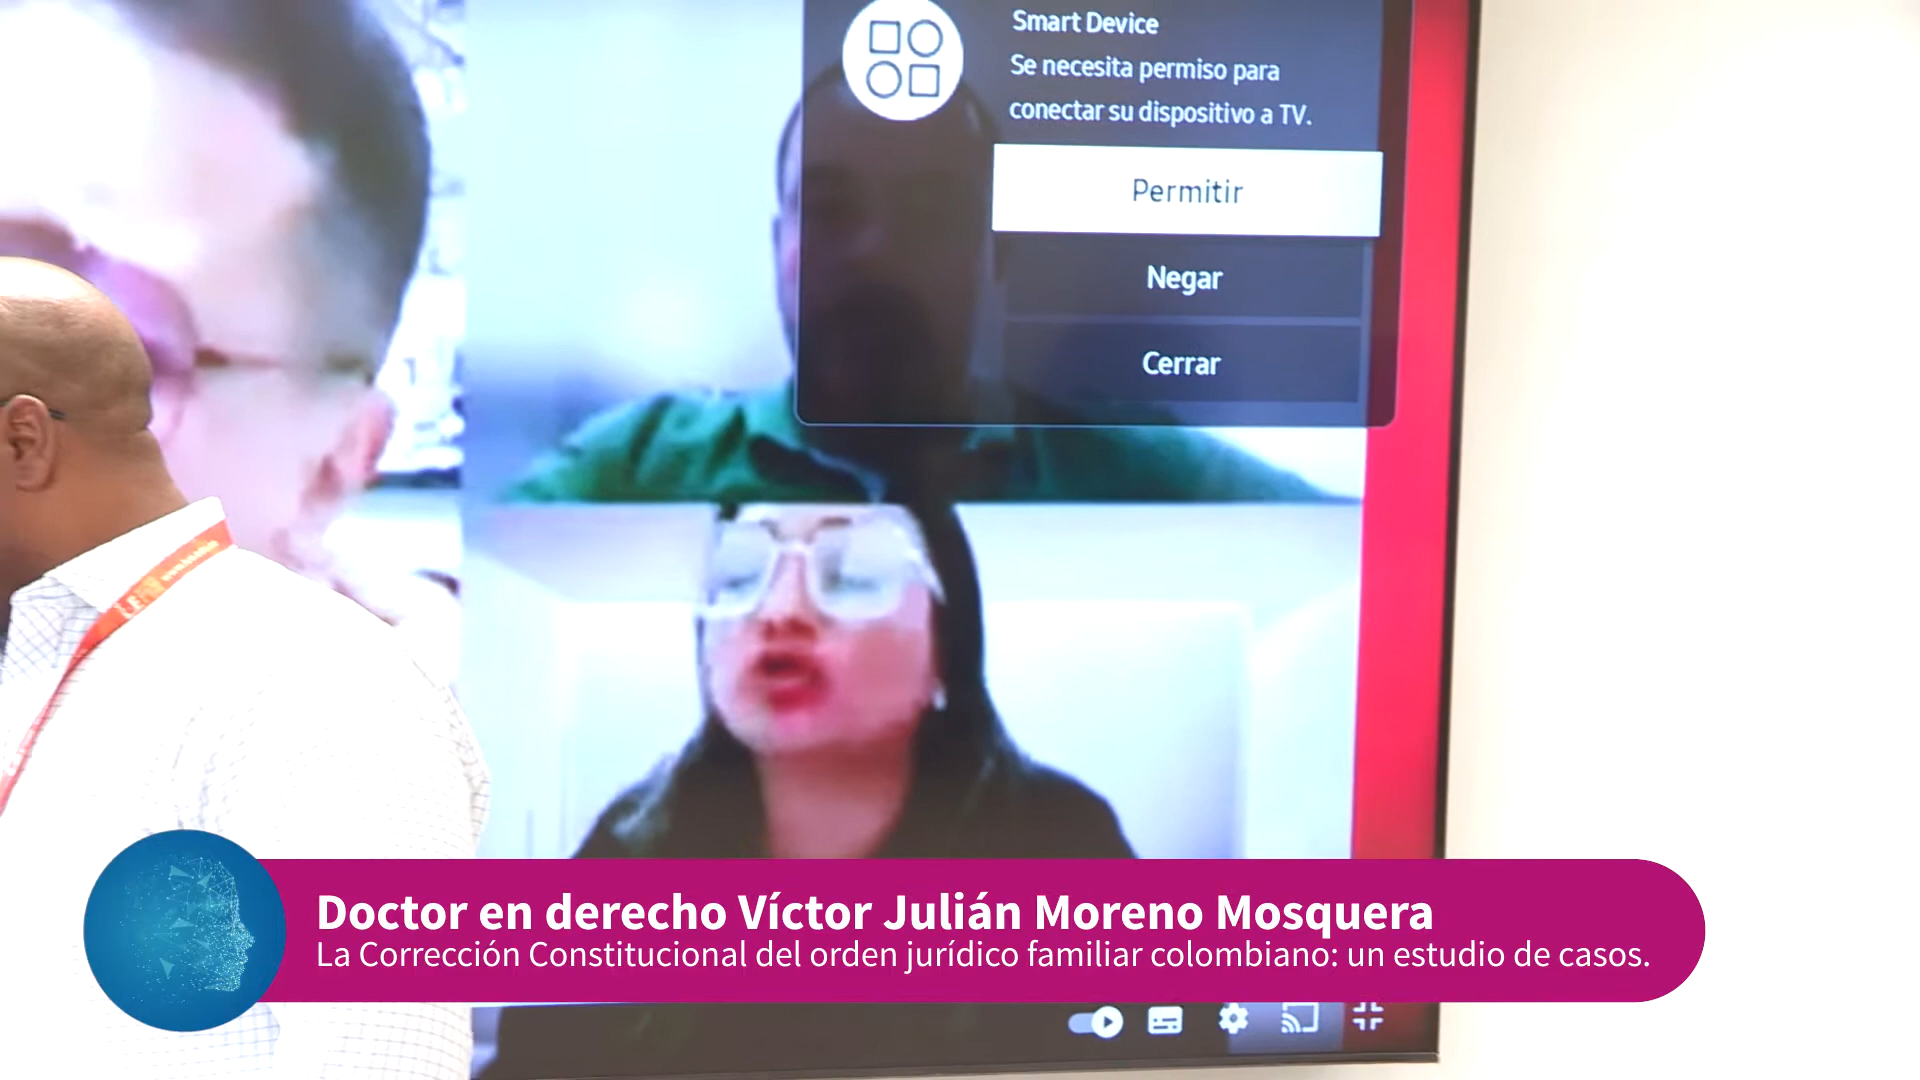 Smart Device
Se necesita permiso para
conectar su dispositivo a TV.
Permitir
Negar
Cerrar
Doctor en derecho Víctor Julián Moreno Mosquera
La Corrección Constitucional del orden jurídico familiar colombiano: un estudio de casos.